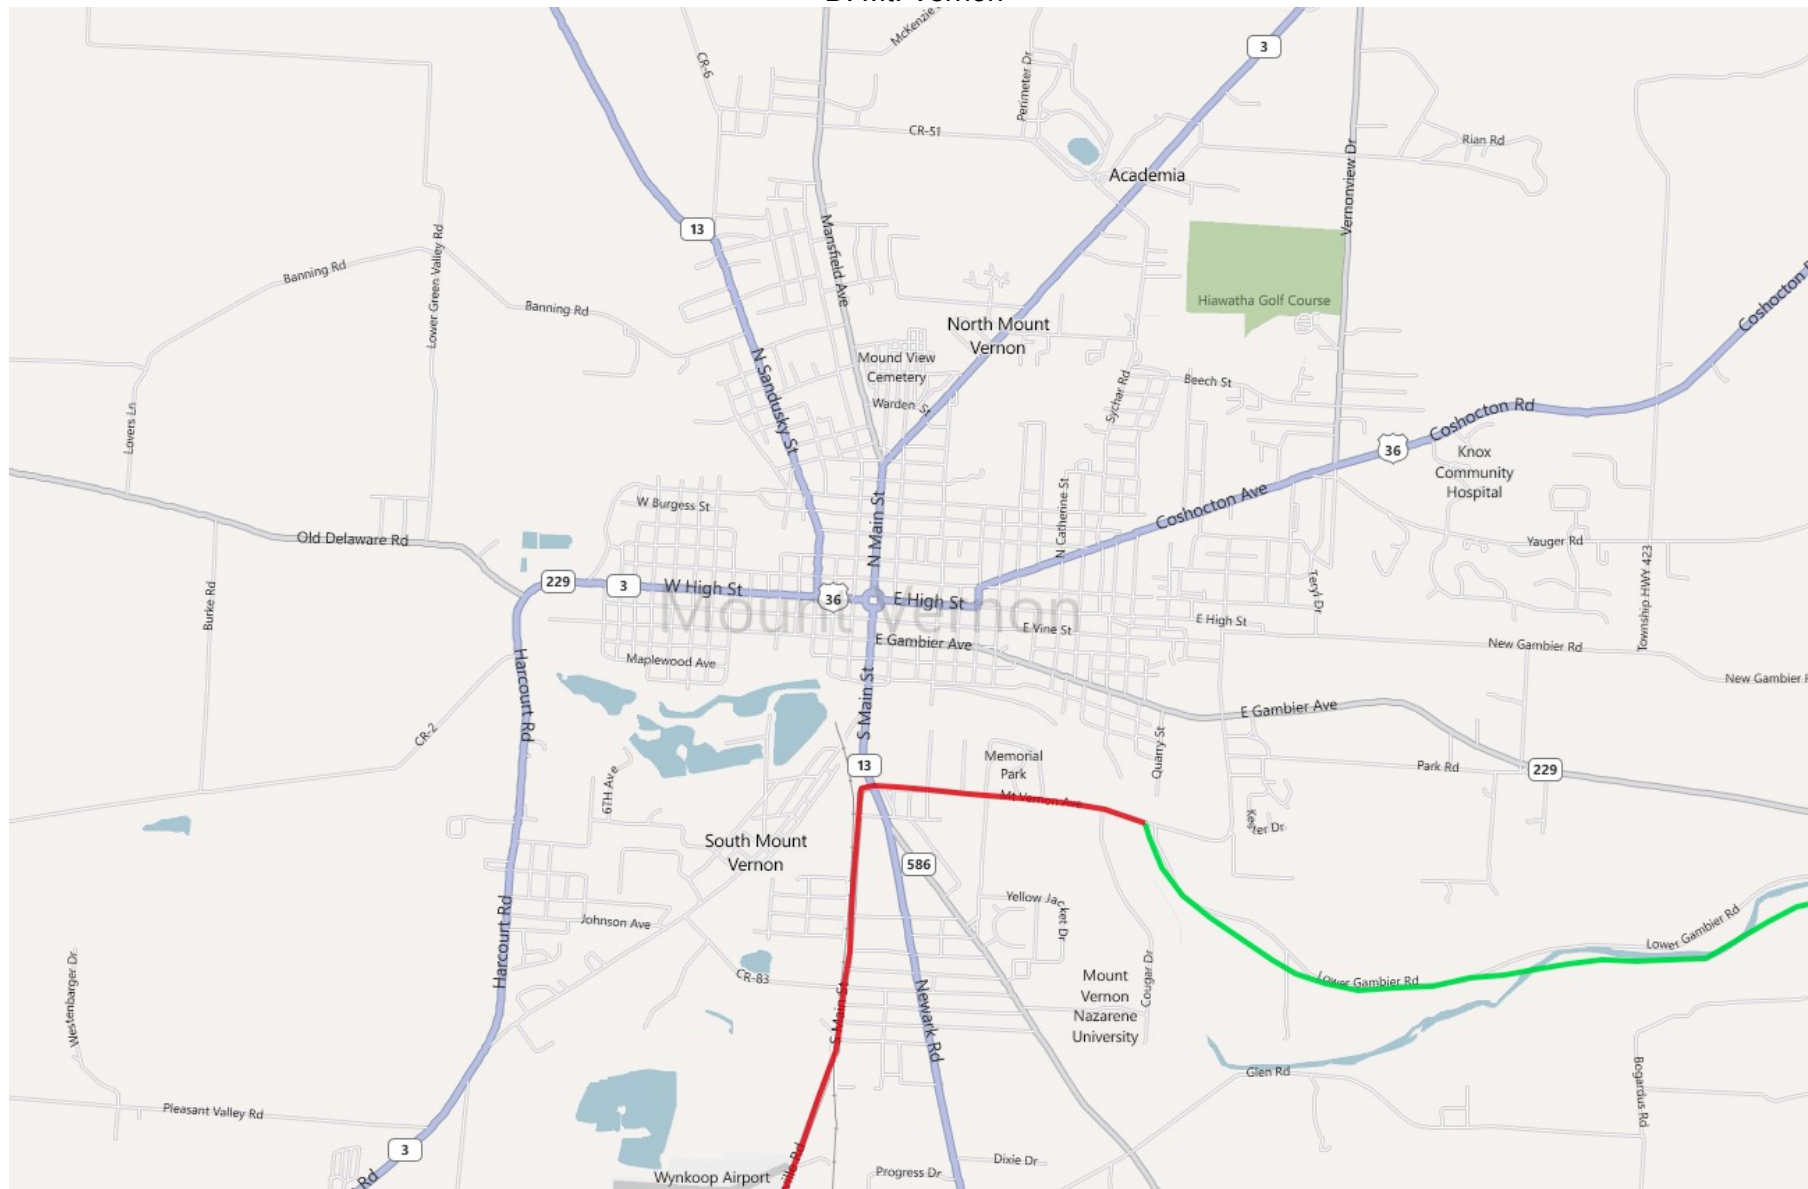 B. Mt. Vernon
McKenzie
3
CR-6
Perimeter Dr
CR-51
Rian Rd
Vernonview Dr
Academia
13
Mansfield Ave
Lower Green Valley Rd
Banning Rd
Banning Rd
Hiawatha Golf Course
Coshocton
North Mount
Vernon
N Sandusky St
Mound View
Cemetery
Warden St
Sychar Rd
Beech St
Coshocton Rd
Lovers Ln
36
Knox
Community
Hospital
W Burgess St
N Main St
N Catherine St
Coshocton Ave
Old Delaware Rd
Yauger Rd
Township HWY 423
229
3
W High St
36
E High St
Mount Vernon
Teryl Dr
Burke Rd
E Vine St
E High St
E Gambier Ave
New Gambier Rd
Maplewood Ave
Harcourt Rd
S Main St
New Gambier R
E Gambier Ave
CR-2
Quarry St
13
Memorial
Park
Park Rd
229
6TH Ave
Mt Vernon Ave
Kester Dr
South Mount
Vernon
586
Yellow Jacket Dr
Johnson Ave
Harcourt Rd
Lower Gambier Rd
Westenbarger Dr
CR-83
Cougar Dr
Lower Gambier Rd
S Main St
Newark Rd
Mount
Vernon
Nazarene
University
Glen Rd
Bogardus Rd
Pleasant Valley Rd
3
Rd
Wynkoop Airport
ville Rd
Progress Dr
Dixie Dr